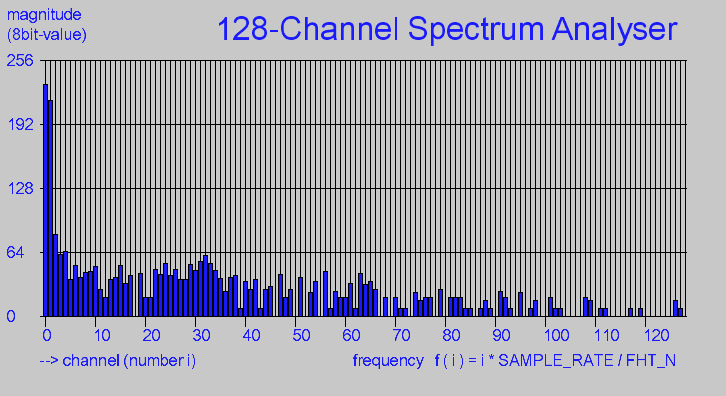 magnitude
(8bit-value)
128-Channel Spectrum Analyser
256
192
128
64
0
0 10 20 30 40 50 60 70 80 90 100 110 120
--> channel (number i)
frequency f ( i ) = i * SAMPLE_RATE / FHT_N